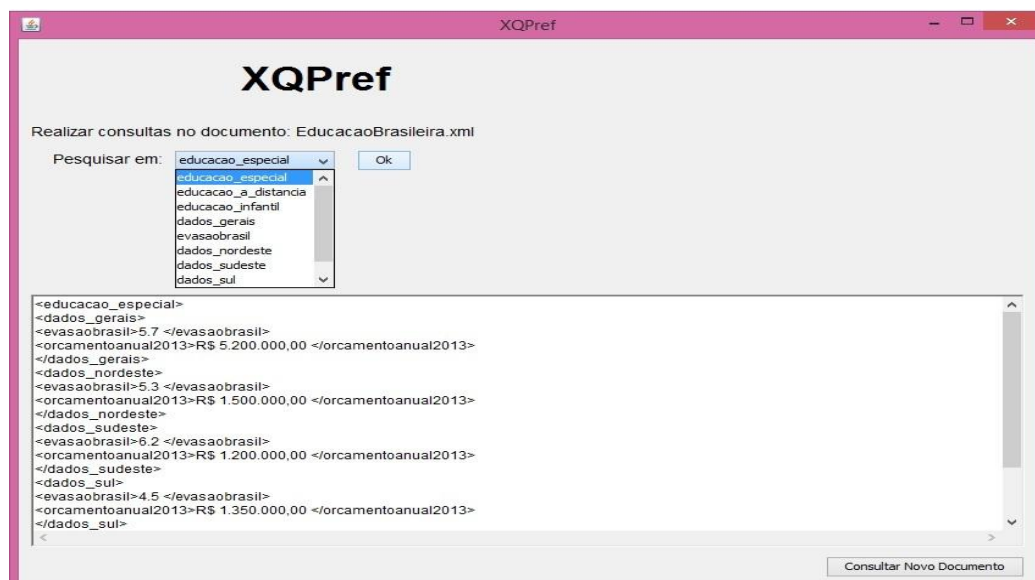 XQPref
XQPref
Realizar consultas no documento: EducacaoBrasileira.xml
Pesquisar em: educacao_especial Ok
educacao_especial
educacao_a_distancia
educacao_infantil
dados_gerais
evasaobrasil
dados_nordeste
dados_sudeste
dados_sul
<educacao_especial>
<dados_gerais>
<evasaobrasil>5.7 </evasaobrasil>
<orcamentoanual2013>R$ 5.200.000,00 </orcamentoanual2013>
</dados_gerais>
<dados_nordeste>
<evasaobrasil>5.3 </evasaobrasil>
<orcamentoanual2013>R$ 1.500.000,00 </orcamentoanual2013>
</dados_nordeste>
<dados_sudeste>
<evasaobrasil>6.2 </evasaobrasil>
<orcamentoanual2013>R$ 1.200.000,00 </orcamentoanual2013>
</dados_sudeste>
<dados_sul>
<evasaobrasil>4.5 </evasaobrasil>
<orcamentoanual2013>R$ 1.350.000,00 </orcamentoanual2013>
</dados_sul>
Consultar Novo Documento